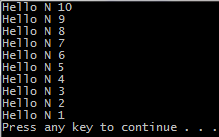 Hello N 10
Hello N 9
Hello N 8
Hello N 7
Hello N 6
Hello N 5
Hello N 4
Hello N 3
Hello N 2
Hello N 1
Press any key to continue . . .